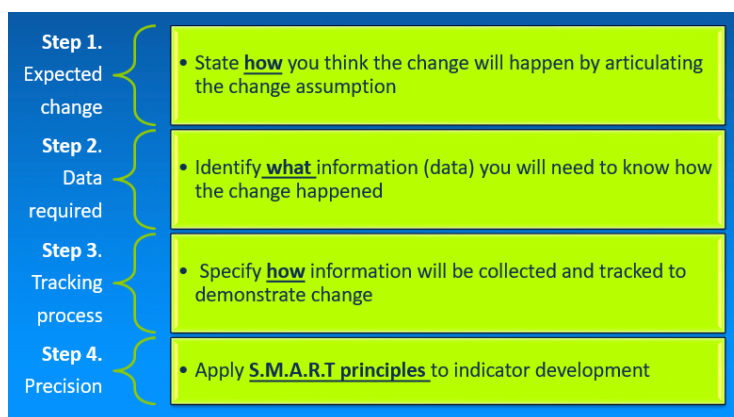 Step 1.
Expected
change
• State how you think the change will happen by articulating
the change assumption
Step 2.
Data
required
• Identify what information (data) you will need to know how
the change happened
Step 3.
Tracking
process
• Specify how information will be collected and tracked to
demonstrate change
Step 4.
Precision
• Apply S.M.A.R.T principles to indicator development